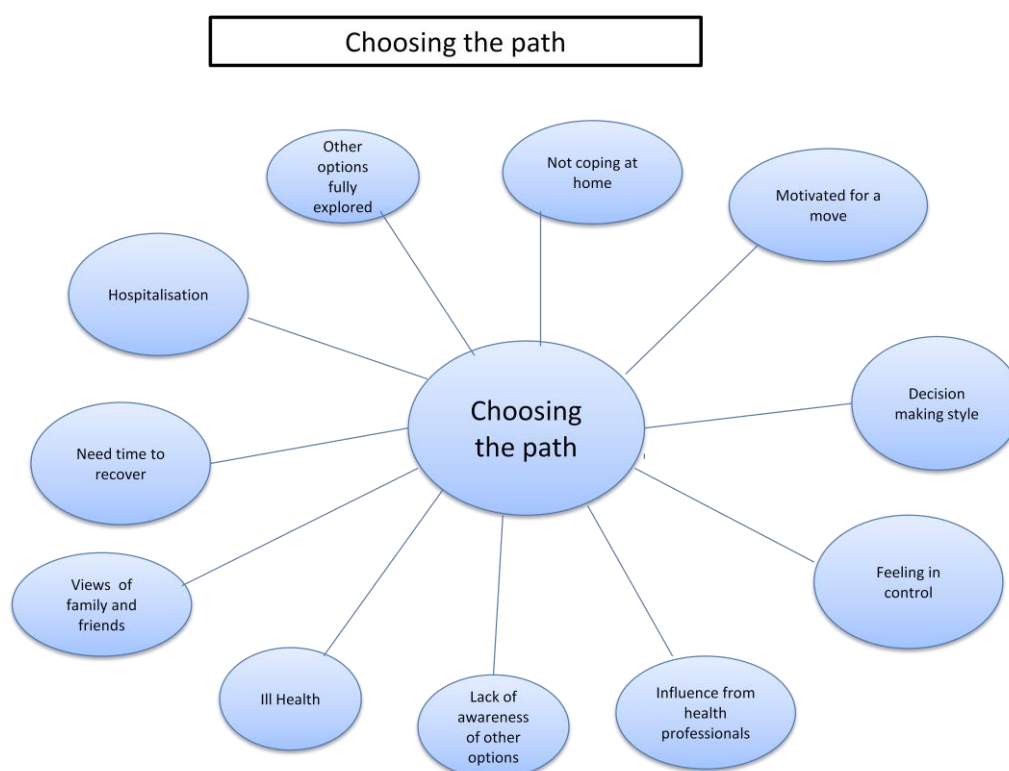 Choosing the path
Other
options
fully
explored
Not coping at
home
Motivated for a
move
Hospitalisation
Decision
making style
Choosing
the path
Need time to
recover
Feeling in
control
Views of
family and
friends
Ill Health
Lack of
awareness
of other
options
Influence from
health
professionals